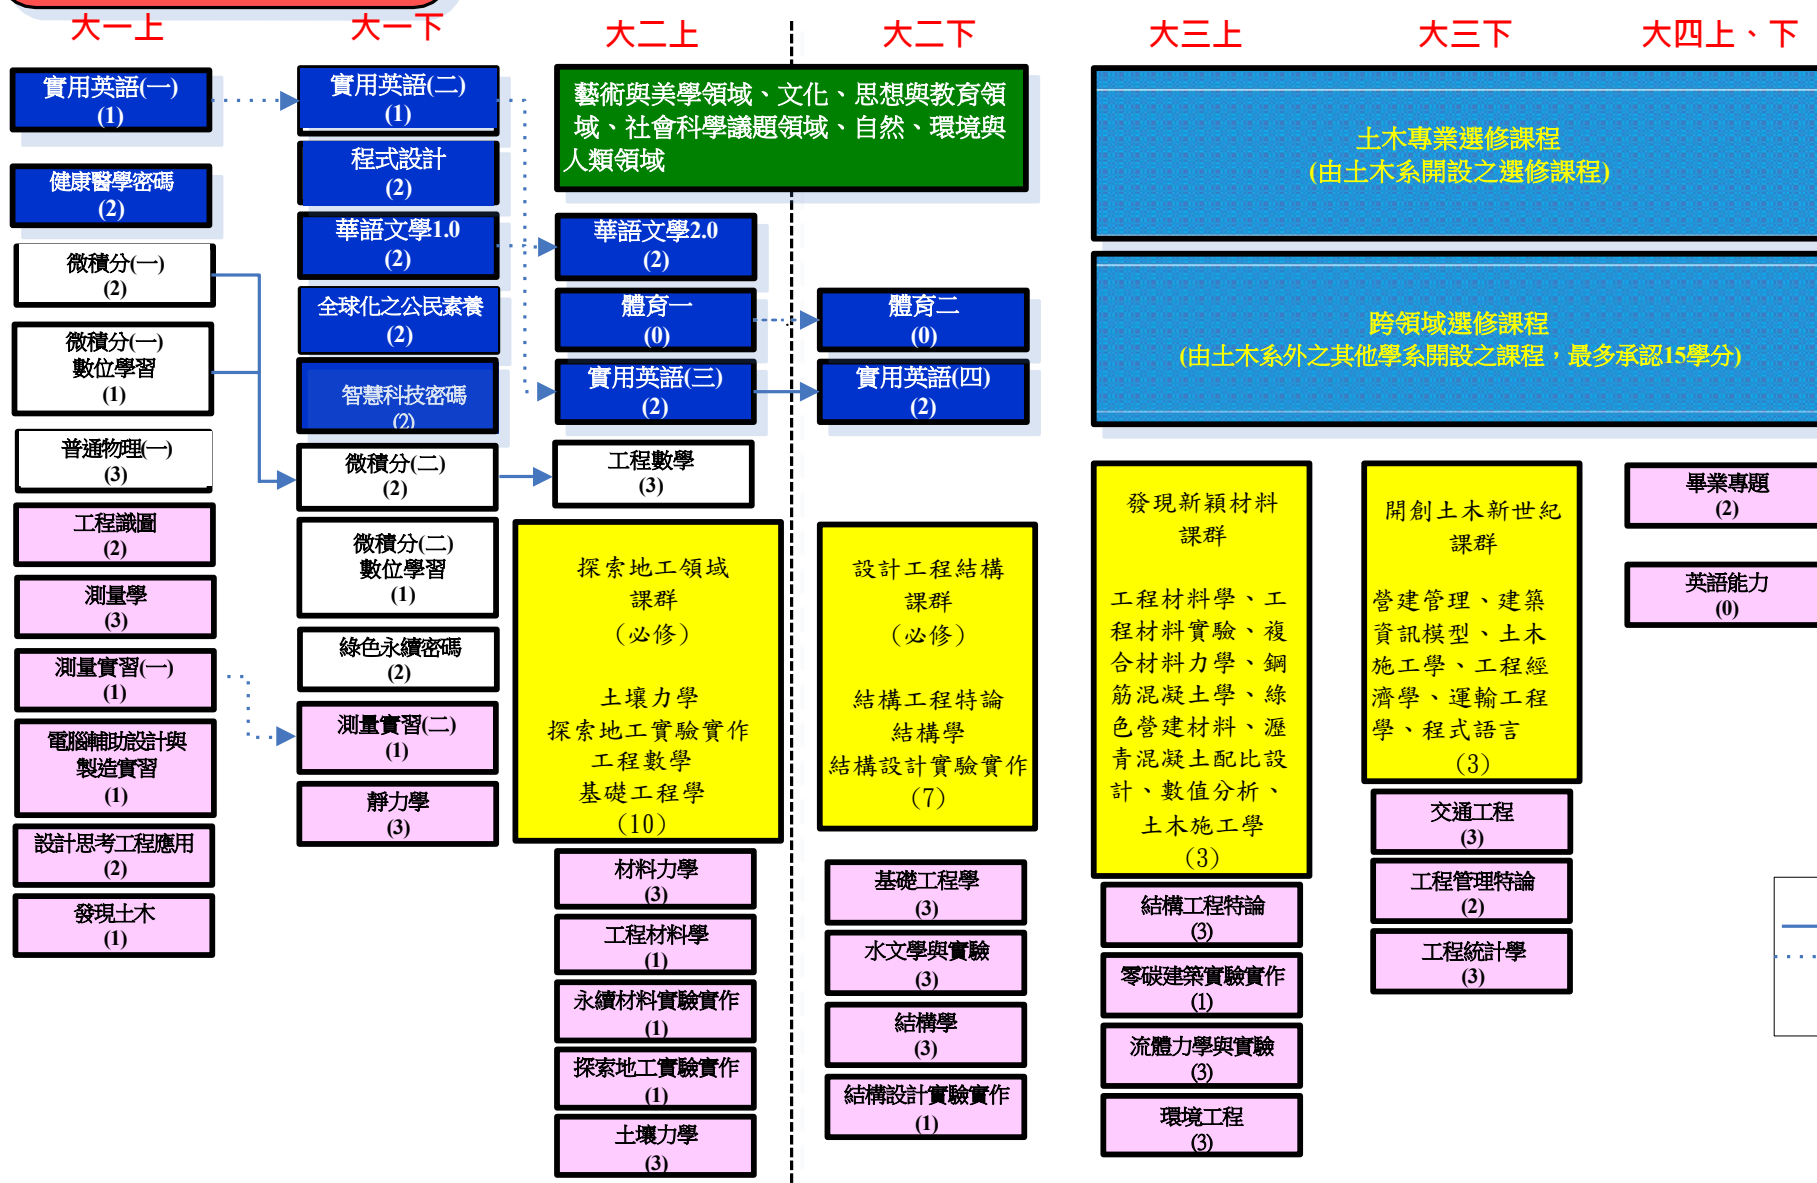 大一上
大一下
大二上
大二下
大三上
大三下
大四上、下
實用英語(一)
(1)
健康醫學密碼
(2)
微積分(一)
(2)
微積分(一)
數位學習
(1)
普通物理(一)
(3)
工程識圖
(2)
測量學
(3)
測量實習(一)
(1)
電腦輔助設計與
製造實習
(1)
設計思考工程應用
(2)
發現土木
(1)
實用英語(二)
(1)
程式設計
(2)
華語文學1.0
(2)
全球化之公民素養
(2)
智慧科技密碼
(2)
微積分(二)
(2)
微積分(二)
數位學習
(1)
綠色永續密碼
(2)
測量實習(二)
(1)
靜力學
(3)
藝術與美學領域、文化、思想與教育領
域、社會科學議題領域、自然、環境與
人類領域
華語文學2.0
(2)
體育一
(0)
實用英語(三)
(2)
工程數學
(3)
探索地工領域
課群
(必修)
土壤力學
探索地工實驗實作
工程數學
基礎工程學
(10)
材料力學
(3)
工程材料學
(1)
永續材料實驗實作
(1)
探索地工實驗實作
(1)
土壤力學
(3)
體育二
(0)
實用英語(四)
(2)
設計工程結構
課群
(必修)
結構工程特論
結構學
結構設計實驗實作
(7)
基礎工程學
(3)
水文學與實驗
(3)
結構學
(3)
結構設計實驗實作
(1)
土木專業選修課程
(由土木系開設之選修課程)
跨領域選修課程
(由土木系外之其他學系開設之課程，最多承認15學分)
發現新穎材料
課群
工程材料學、工
程材料實驗、複
合材料力學、鋼
筋混凝土學、綠
色營建材料、瀝
青混凝土配比設
計、數值分析、
土木施工學
(3)
結構工程特論
(3)
零碳建築實驗實作
(1)
流體力學與實驗
(3)
環境工程
(3)
開創土木新世紀
課群
營建管理、建築
資訊模型、土木
施工學、工程經
濟學、運輸工程
學、程式語言
(3)
交通工程
(3)
工程管理特論
(2)
工程統計學
(3)
畢業專題
(2)
英語能力
(0)